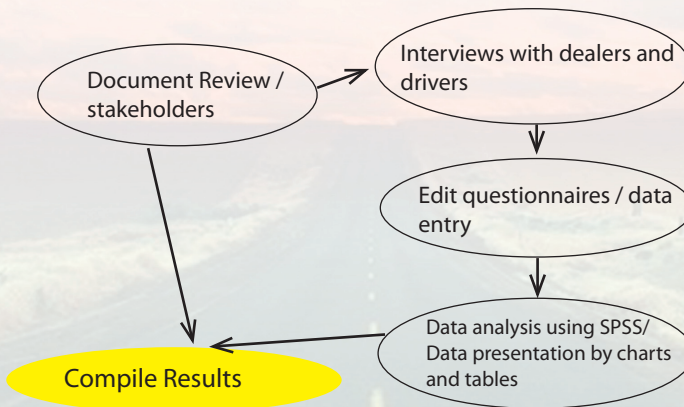 Document Review /
stakeholders
Interviews with dealers and
drivers
Edit questionnaires / data
entry
Data analysis using SPSS/
Data presentation by charts
and tables
Compile Results